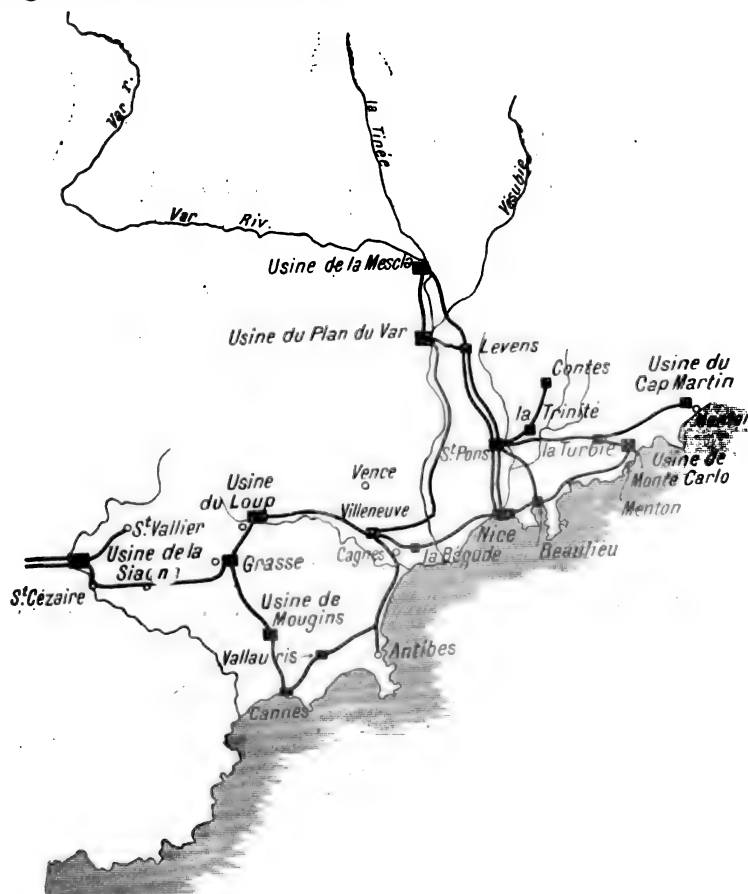 Var r.
la Tinée
Vésubie
Var Riv.
Usine de la Mescla
Usine du Plan du Var
Levens
Contes
Usine du
Cap Martin
la Trinité
Menton
St Pons
la Turbie
Usine de
Monte Carlo
Vence
Usine
du Loup
Villeneuve
Menton
St Vallier
Nice
Cagnes
la Bégude
Beaulieu
Usine de la
Siagne
Grasse
St Cézaire
Usine de
Mougins
Vallauris
Antibes
Cannes